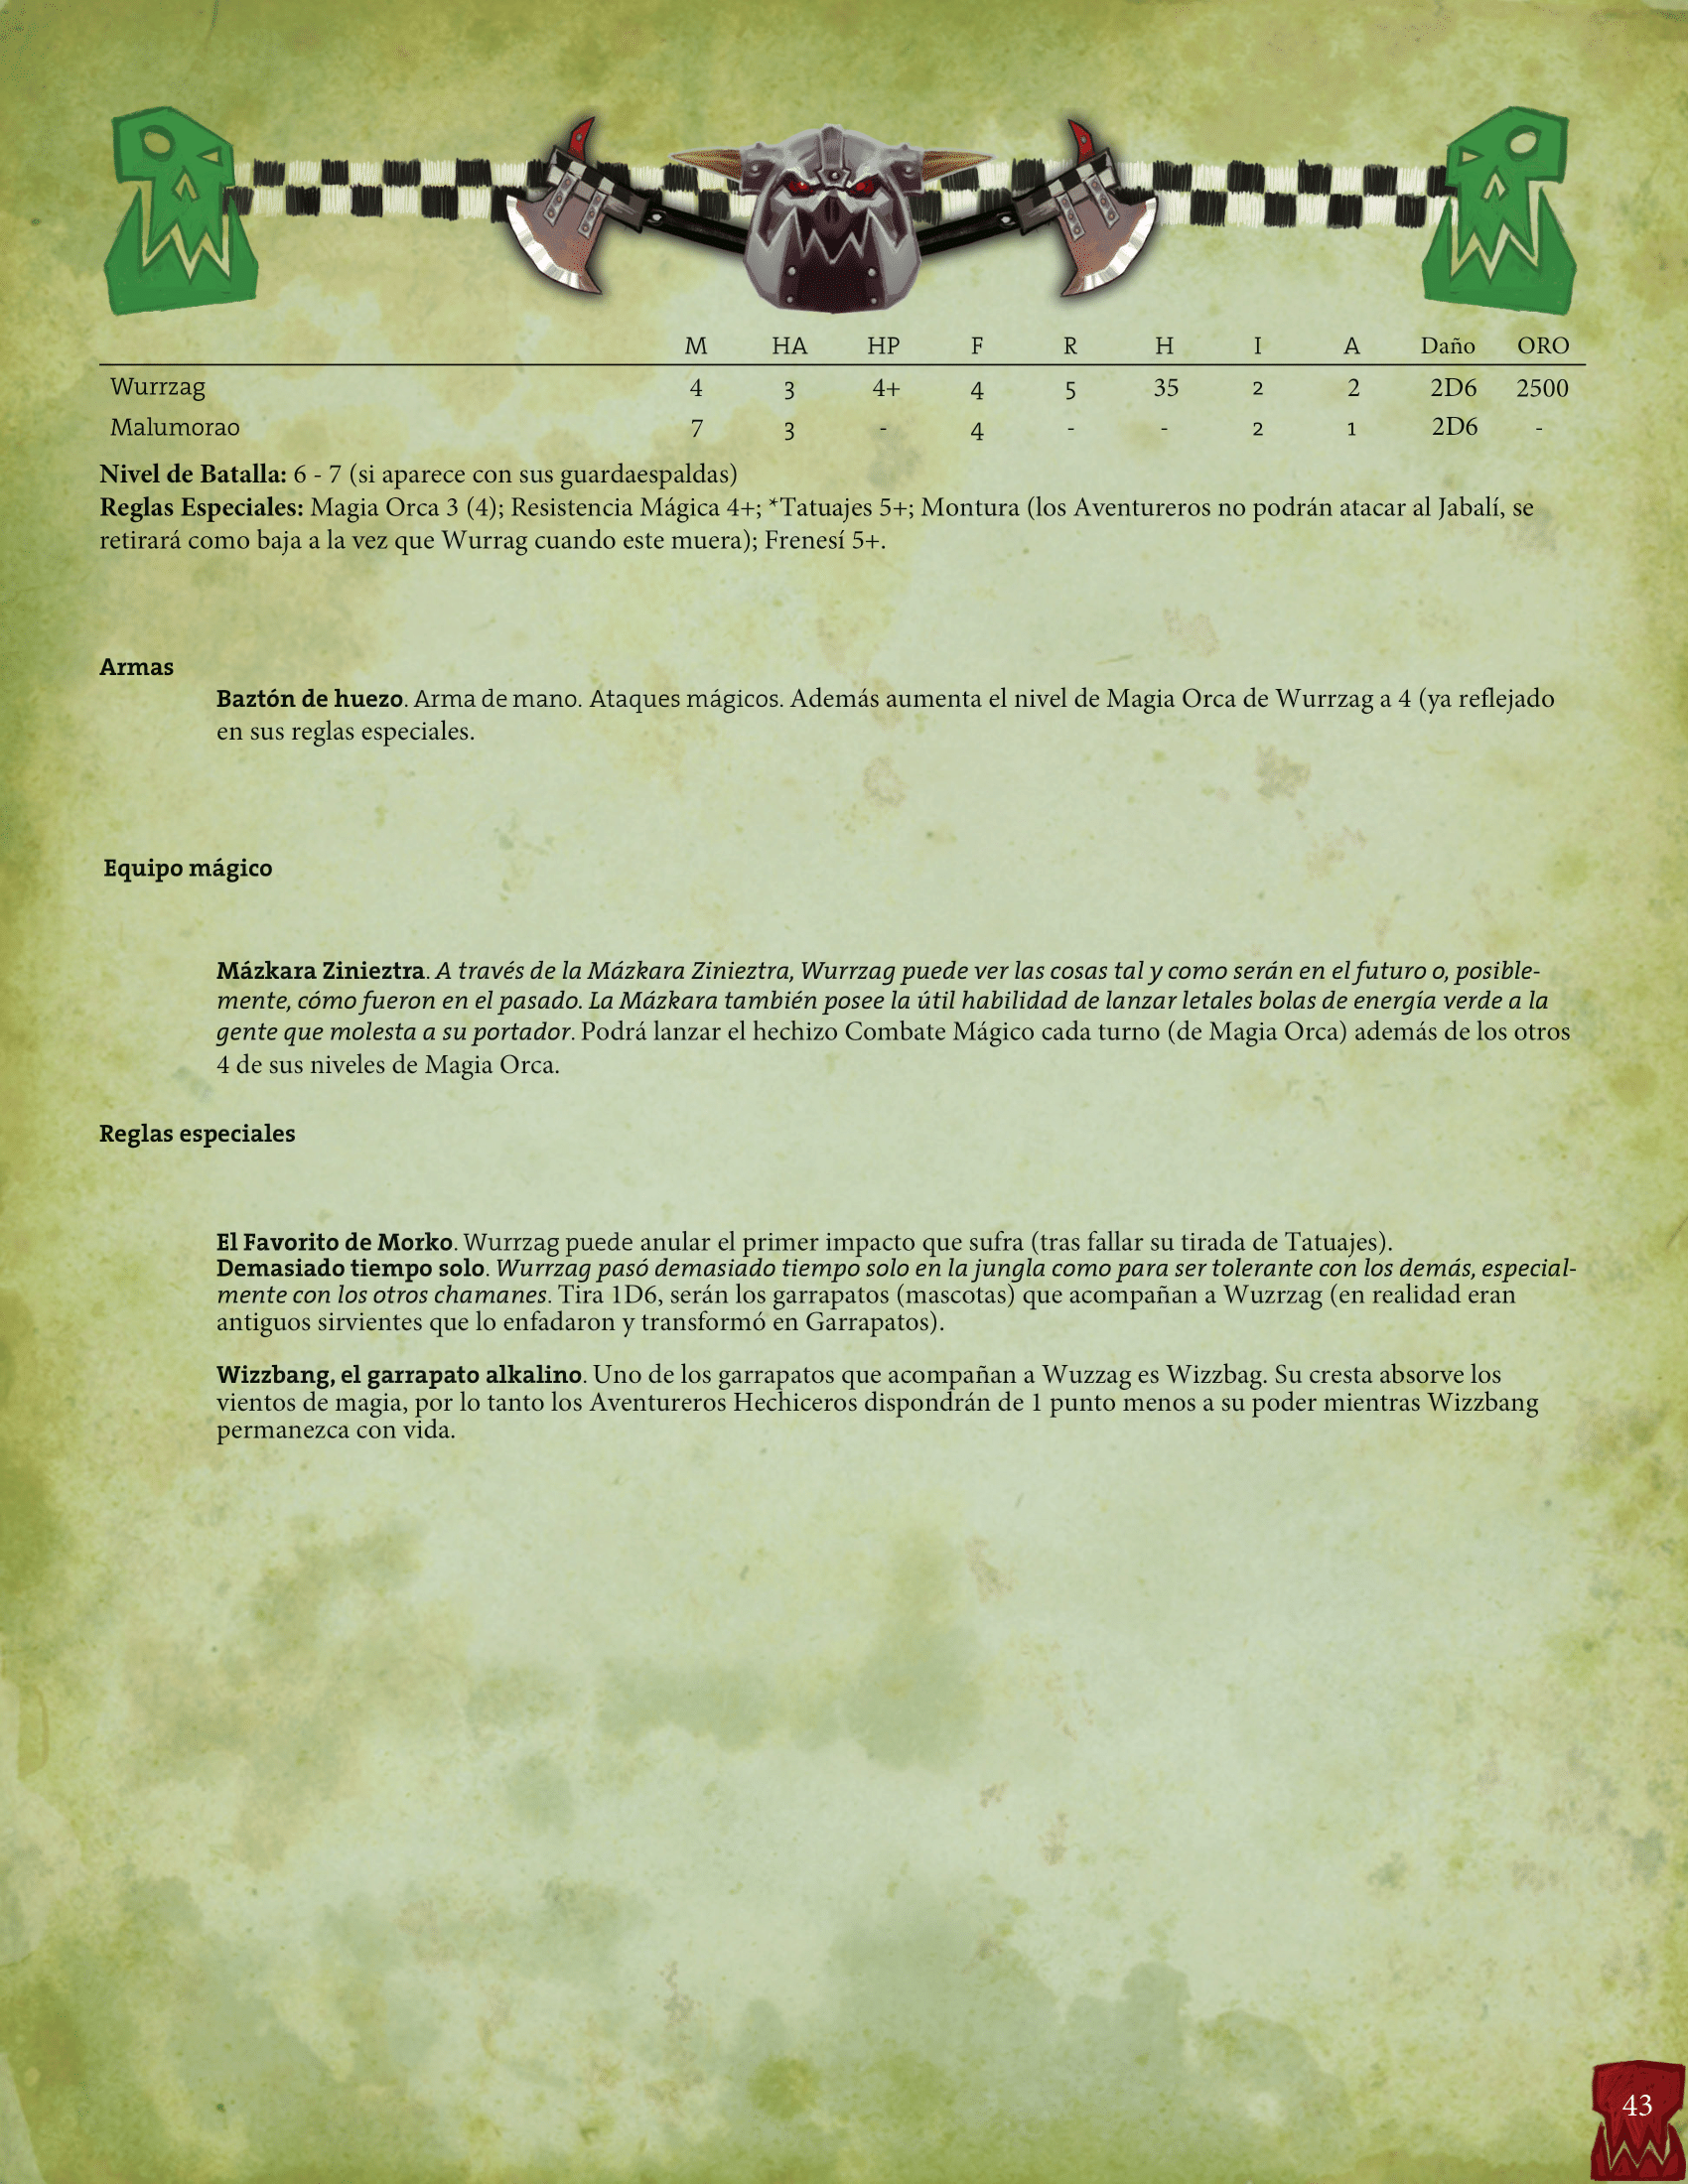 M HA HP F R H I A Daño ORO
Wurrzag 4 3 4+ 4 5 35 2 2 2D6 2500
Malumorao 7 3 - 4 - - 2 1 2D6 -
Nivel de Batalla: 6 - 7 (si aparece con sus guardaespaldas)
Reglas Especiales: Magia Orca 3 (4); Resistencia Mágica 4+; *Tatuajes 5+; Montura (los Aventureros no podrán atacar al Jabalí, se
retirará como baja a la vez que Wurrag cuando este muera); Frenesí 5+.
Armas
Baztón de huezo. Arma de mano. Ataques mágicos. Además aumenta el nivel de Magia Orca de Wurrzag a 4 (ya reflejado
en sus reglas especiales.
Equipo mágico
Mázkara Zinieztra. A través de la Mázkara Zinieztra, Wurrzag puede ver las cosas tal y como serán en el futuro o, posible-
mente, cómo fueron en el pasado. La Mázkara también posee la útil habilidad de lanzar letales bolas de energía verde a la
gente que molesta a su portador. Podrá lanzar el hechizo Combate Mágico cada turno (de Magia Orca) además de los otros
4 de sus niveles de Magia Orca.
Reglas especiales
El Favorito de Morko. Wurrzag puede anular el primer impacto que sufra (tras fallar su tirada de Tatuajes).
Demasiado tiempo solo. Wurrzag pasó demasiado tiempo solo en la jungla como para ser tolerante con los demás, especial-
mente con los otros chamanes. Tira 1D6, serán los garrapatos (mascotas) que acompañan a Wuzrzag (en realidad eran
antiguos sirvientes que lo enfadaron y transformó en Garrapatos).
Wizzbang, el garrapato alkalino. Uno de los garrapatos que acompañan a Wuzzag es Wizzbag. Su cresta absorve los
vientos de magia, por lo tanto los Aventureros Hechiceros dispondrán de 1 punto menos a su poder mientras Wizzbang
permanezca con vida.
43